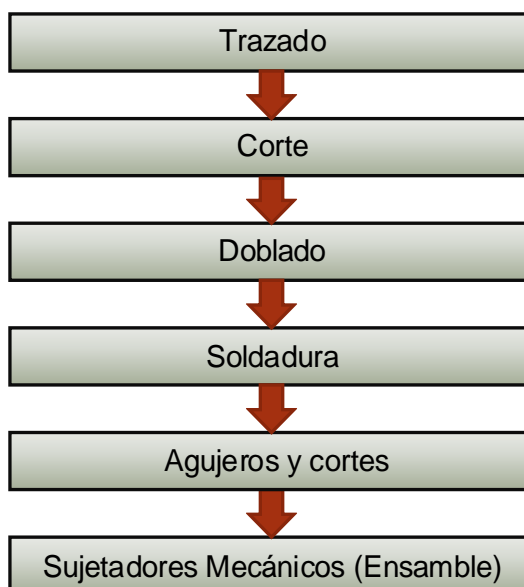 Trazado
Corte
Doblado
Soldadura
Agujeros y cortes
Sujetadores Mecánicos (Ensamble)